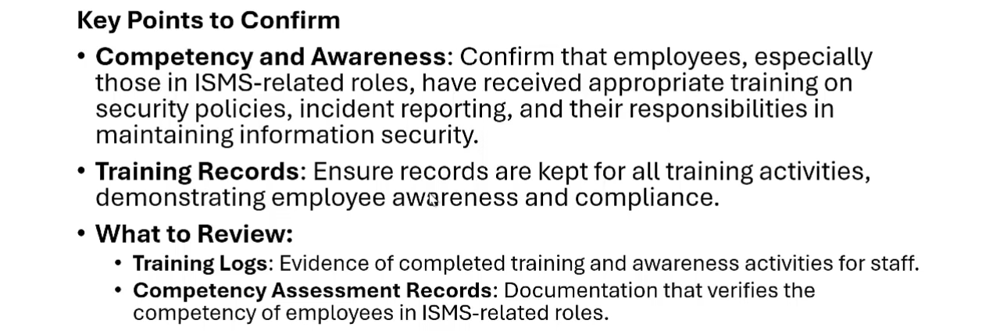 Key Points to Confirm
• Competency and Awareness: Confirm that employees, especially
those in ISMS-related roles, have received appropriate training on
security policies, incident reporting, and their responsibilities in
maintaining information security.
• Training Records: Ensure records are kept for all training activities,
demonstrating employee awareness and compliance.
• What to Review:
• Training Logs: Evidence of completed training and awareness activities for staff.
• Competency Assessment Records: Documentation that verifies the
competency of employees in ISMS-related roles.